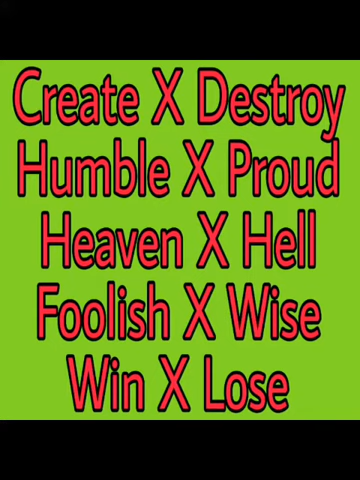 Create X Destroy
Humble X Proud
Heaven X Hell
Foolish X Wise
Win X Lose